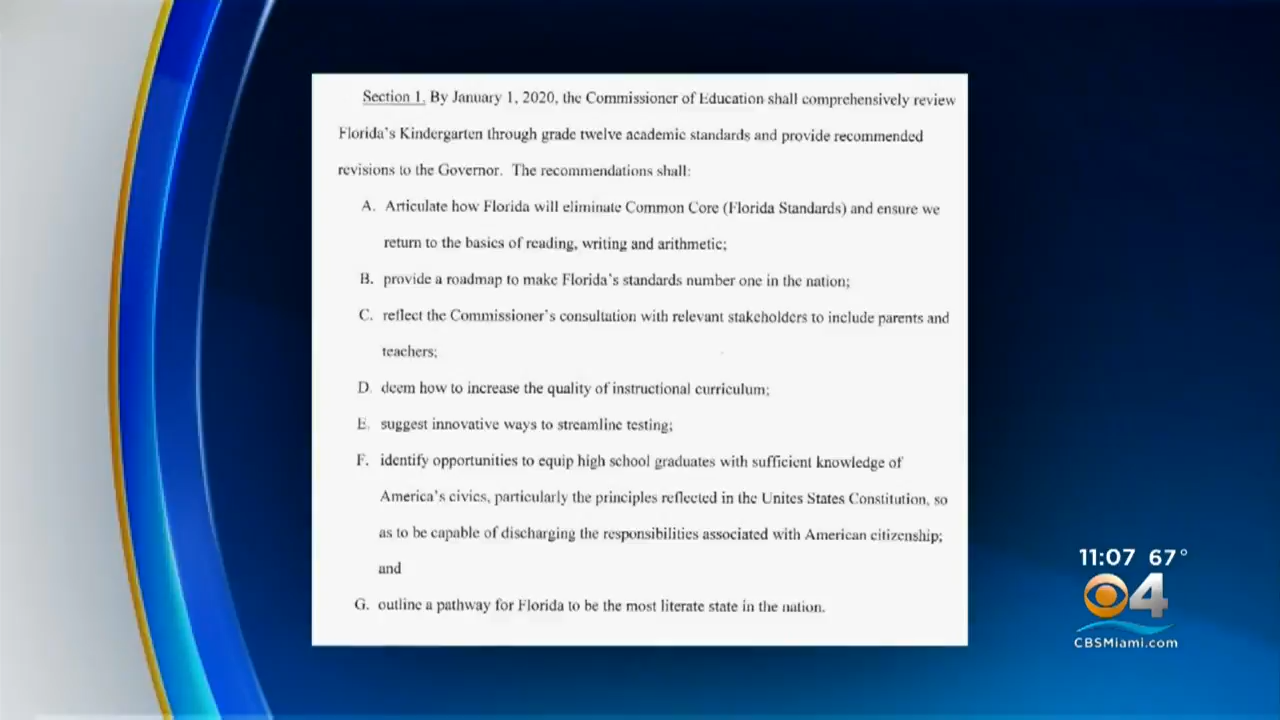 Section 1. By January 1, 2020, the Commissioner of Education shall comprehensively review
Florida's Kindergarten through grade twelve academic standards and provide recommended
revisions to the Governor. The recommendations shall:
A. Articulate how Florida will eliminate Common Core (Florida Standards) and ensure we
return to the basics of reading, writing and arithmetic;
B. provide a roadmap to make Florida's standards number one in the nation;
C. reflect the Commissioner's consultation with relevant stakeholders to include parents and
teachers;
D. deem how to increase the quality of instructional curriculum;
E. suggest innovative ways to streamline testing;
F. identify opportunities to equip high school graduates with sufficient knowledge of
America's civics, particularly the principles reflected in the Unites States Constitution, so
as to be capable of discharging the responsibilities associated with American citizenship;
and
G. outline a pathway for Florida to be the most literate state in the nation.
11:07 67°
4
CBSMiami.com